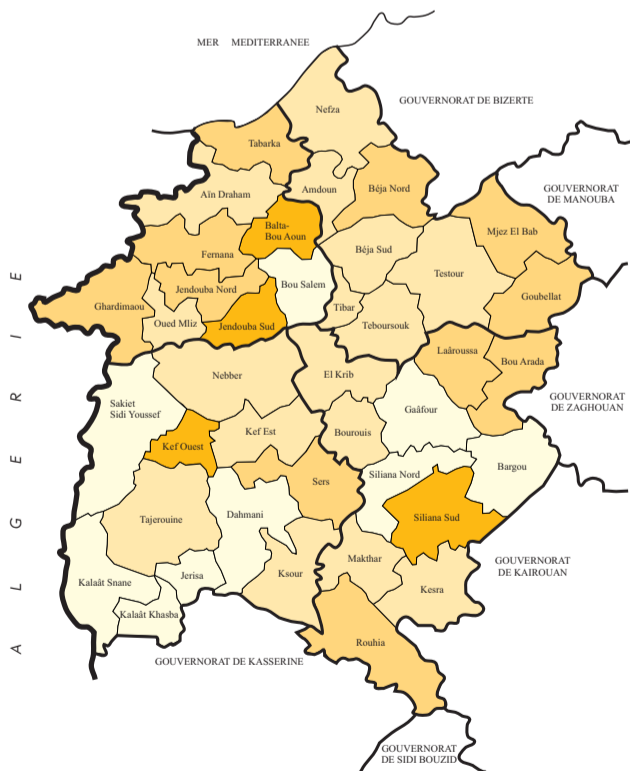 MER MEDITERRANEE
Nefza
GOUVERNORAT DE BIZERTE
Tabarka
Aïn Draham
Amdoun
Béja Nord
GOUVERNORAT
DE MANOUBA
Balta-
Bou Aoun
Mjez El Bab
Fernana
Béja Sud
Testour
Jendouba Nord
Bou Salem
Goubellat
Ghardimaou
Oued Mliz
Jendouba Sud
Tibar
Teboursouk
Laâroussa
Bou Arada
Nebber
El Krib
Sakiet
Sidi Youssef
Gaâfour
GOUVERNORAT
DE ZAGHOUAN
Kef Ouest
Kef Est
Bourouis
Siliana Nord
Bargou
Sers
Dahmani
Siliana Sud
Tajerouine
Makthar
GOUVERNORAT
DE KAIROUAN
Kalaât Snane
Jerisa
Ksour
Kesra
Kalaât Khasba
Rouhia
GOUVERNORAT DE KASSERINE
GOUVERNORAT
DE SIDI BOUZID
ALGERIE